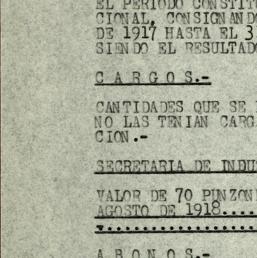 EL PERIODO CONSTITU
CIONAL, CONSIGNANDO
DE 1917 HASTA EL 3
SIENDO EL RESULTADO
C A R G O S.-
CANTIDADES QUE SE
NO LAS TENIAN CARG
CION.-
SECRETARIA DE INDU
VALOR DE 70 PUNZON
AGOSTO DE 1918....
A B O N O S.-